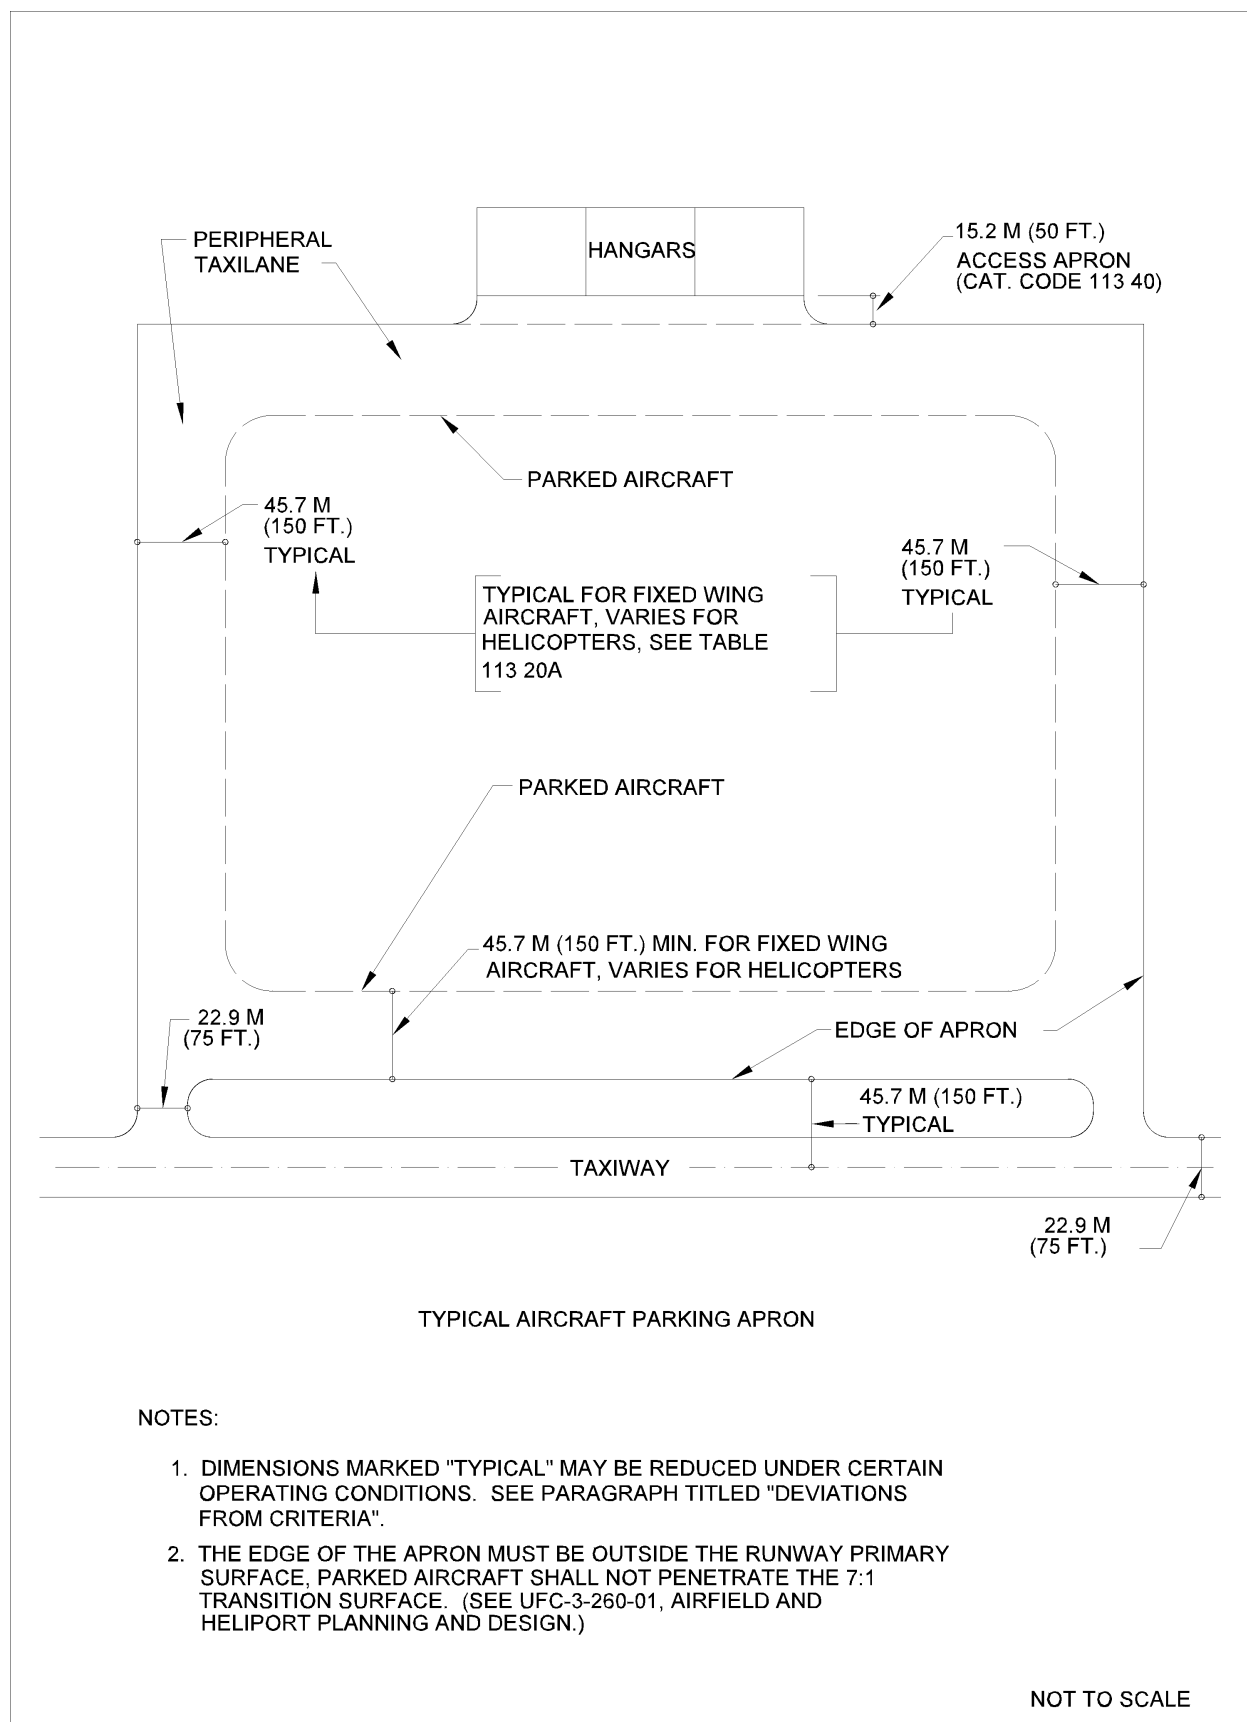 PERIPHERAL
TAXILANE
HANGARS
15.2 M (50 FT.)
ACCESS APRON
(CAT. CODE 113 40)
PARKED AIRCRAFT
45.7 M
(150 FT.)
TYPICAL
45.7 M
(150 FT.)
TYPICAL
TYPICAL FOR FIXED WING
AIRCRAFT, VARIES FOR
HELICOPTERS, SEE TABLE
113 20A
PARKED AIRCRAFT
45.7 M (150 FT.) MIN. FOR FIXED WING
AIRCRAFT, VARIES FOR HELICOPTERS
22.9 M
(75 FT.)
EDGE OF APRON
45.7 M (150 FT.)
TYPICAL
TAXIWAY
22.9 M
(75 FT.)
TYPICAL AIRCRAFT PARKING APRON
NOTES:
1. DIMENSIONS MARKED "TYPICAL" MAY BE REDUCED UNDER CERTAIN
OPERATING CONDITIONS. SEE PARAGRAPH TITLED "DEVIATIONS
FROM CRITERIA".
2. THE EDGE OF THE APRON MUST BE OUTSIDE THE RUNWAY PRIMARY
SURFACE, PARKED AIRCRAFT SHALL NOT PENETRATE THE 7:1
TRANSITION SURFACE. (SEE UFC-3-260-01, AIRFIELD AND
HELIPORT PLANNING AND DESIGN.)
NOT TO SCALE